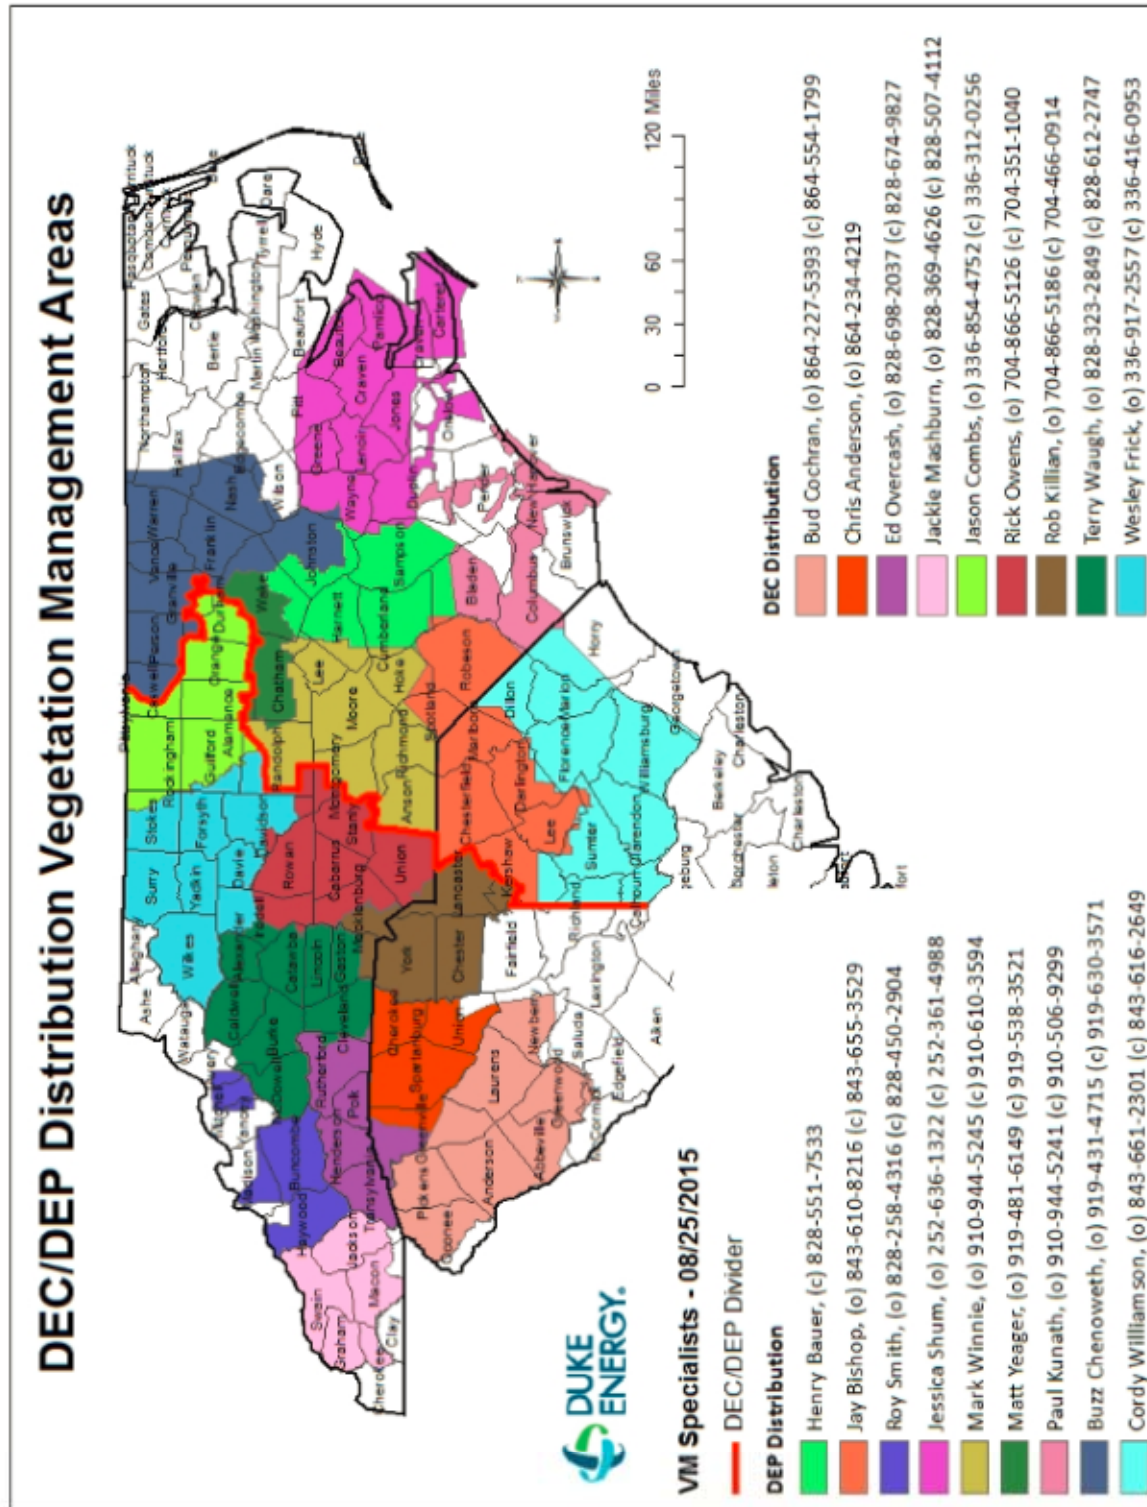 DEC/DEP Distribution Vegetation Management Areas
Pittsylvania
Alleghany
Ashe
Surry
Stokes
Rockingham
Caswell
Person
Granville
Vance
Warren
Northampton
Gates
Halifax
Bertie
Watauga
Wilkes
Yadkin
Forsyth
Guilford
Alamance
Orange
Durham
Franklin
Nash
Edgecombe
Martin
Washington
Tyrrell
Dare
Yancey
Caldwell
Alexander
Iredell
Davie
Davidson
Randolph
Chatham
Wake
Johnston
Wilson
Pitt
Beaufort
Hyde
Haywood
Buncombe
Burke
Catawba
Rowan
Swain
Graham
Jackson
Macon
Cherokee
Clay
Henderson
Transylvania
Polk
Rutherford
Cleveland
Lincoln
Gaston
Mecklenburg
Cabarrus
Stanly
Montgomery
Moore
Lee
Harrett
Wayne
Greene
Lenoir
Craven
Pamlico
Jones
Carteret
Union
Anson
Richmond
Hoke
Scotland
Cumberland
Sampson
Duplin
Onslow
Robeson
Bladen
Pender
Columbus
Brunswick
New Hanover
Oconee
Pickens
Greenville
Spartanburg
Cherokee
Union
York
Chester
Lancaster
Chesterfield
Marlboro
Dillon
Anderson
Laurens
Newberry
Fairfield
Kershaw
Darlington
Lee
Florence
Marion
Horry
Abbeville
Greenwood
Saluda
Lexington
Richland
Sumter
Calhoun
Clarendon
Williamsburg
Georgetown
McCormick
Edgefield
Aiken
Berkeley
Dorchester
Charleston
Charleston
0 30 60 120 Miles
DUKE
ENERGY®
VM Specialists - 08/25/2015
DEC/DEP Divider
DEP Distribution
Henry Bauer, (c) 828-551-7533
Jay Bishop, (o) 843-610-8216 (c) 843-655-3529
Roy Smith, (o) 828-258-4316 (c) 828-450-2904
Jessica Shum, (o) 252-636-1322 (c) 252-361-4988
Mark Winnie, (o) 910-944-5245 (c) 910-610-3594
Matt Yeager, (o) 919-481-6149 (c) 919-538-3521
Paul Kunath, (o) 910-944-5241 (c) 910-506-9299
Buzz Chenoweth, (o) 919-431-4715 (c) 919-630-3571
Cordy Williamson, (o) 843-661-2301 (c) 843-616-2649
DEC Distribution
Bud Cochran, (o) 864-227-5393 (c) 864-554-1799
Chris Anderson, (o) 864-234-4219
Ed Overcash, (o) 828-698-2037 (c) 828-674-9827
Jackie Mashburn, (o) 828-369-4626 (c) 828-507-4112
Jason Combs, (o) 336-854-4752 (c) 336-312-0256
Rick Owens, (o) 704-866-5126 (c) 704-351-1040
Rob Killian, (o) 704-866-5186 (c) 704-466-0914
Terry Waugh, (o) 828-323-2849 (c) 828-612-2747
Wesley Frick, (o) 336-917-2557 (c) 336-416-0953